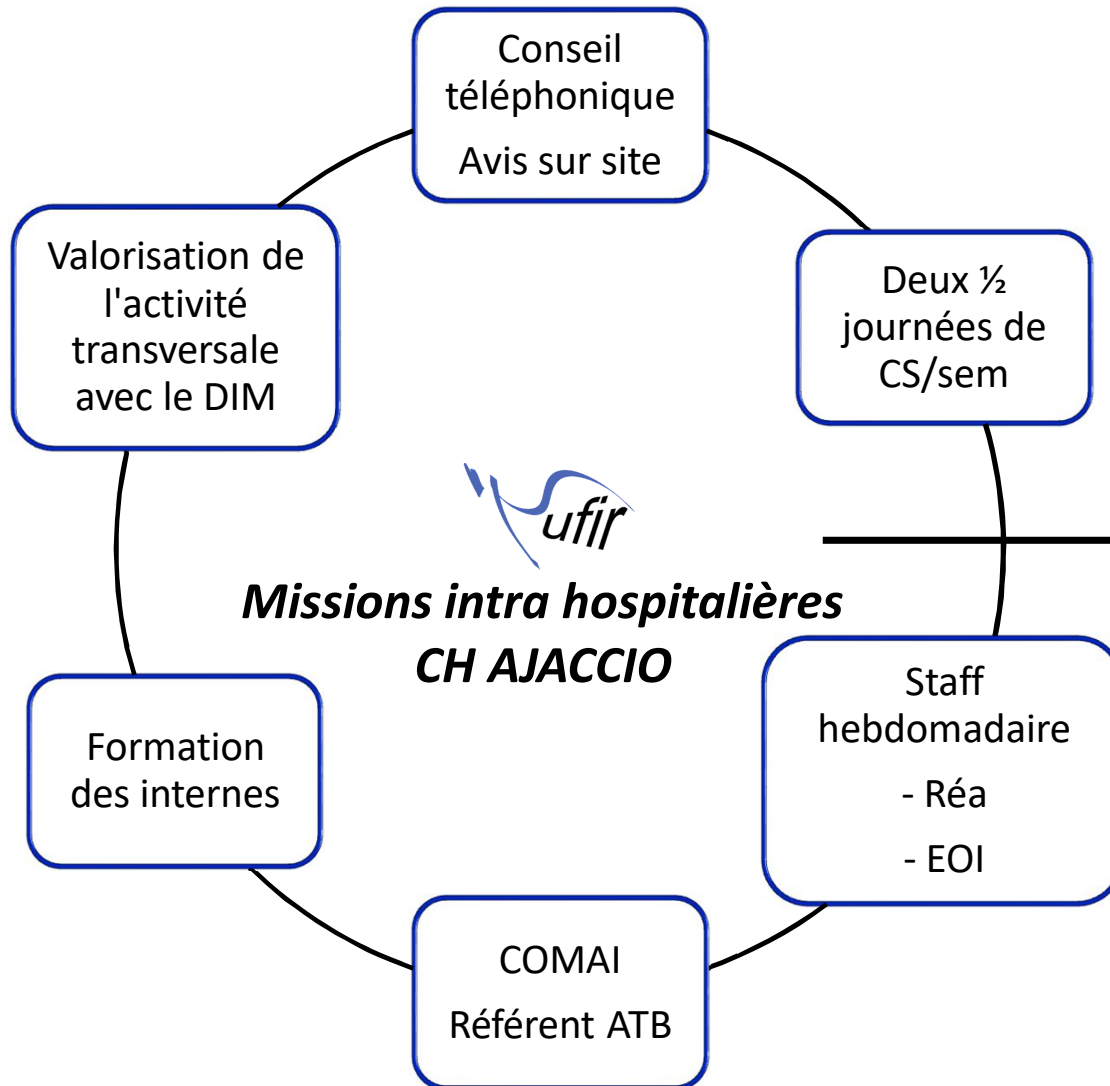 Conseil
téléphonique
Avis sur site
Deux ½
journées de
CS/sem
Staff
hebdomadaire
- Réa
- EOI
COMAI
Référent ATB
Formation
des internes
Valorisation de
l'activité
transversale
avec le DIM
ufir
Missions intra hospitalières
CH AJACCIO